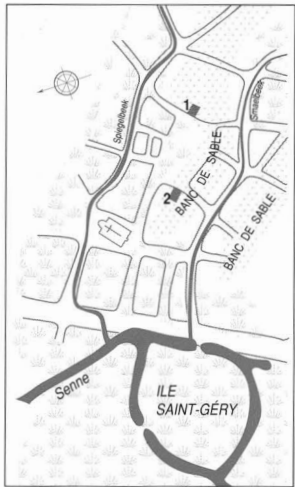 Spiegelbeek
1
Smaelbeek
BANC DE SABLE
2
BANC DE SABLE
Senne
ILE
SAINT-GÉRY